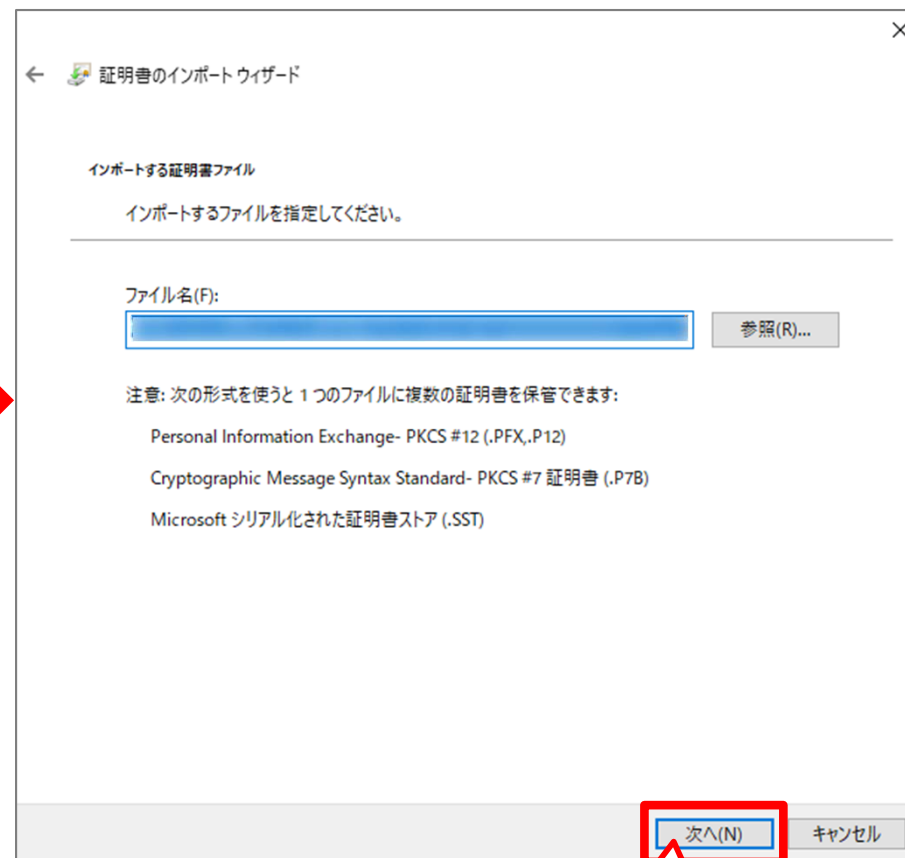 証明書のインポート ウィザード
インポートする証明書ファイル
インポートするファイルを指定してください。
ファイル名(F):
参照(R)...
注意: 次の形式を使うと 1 つのファイルに複数の証明書を保管できます:
Personal Information Exchange- PKCS #12 (.PFX,.P12)
Cryptographic Message Syntax Standard- PKCS #7 証明書 (.P7B)
Microsoft シリアル化された証明書ストア (.SST)
次へ(N)
キャンセル